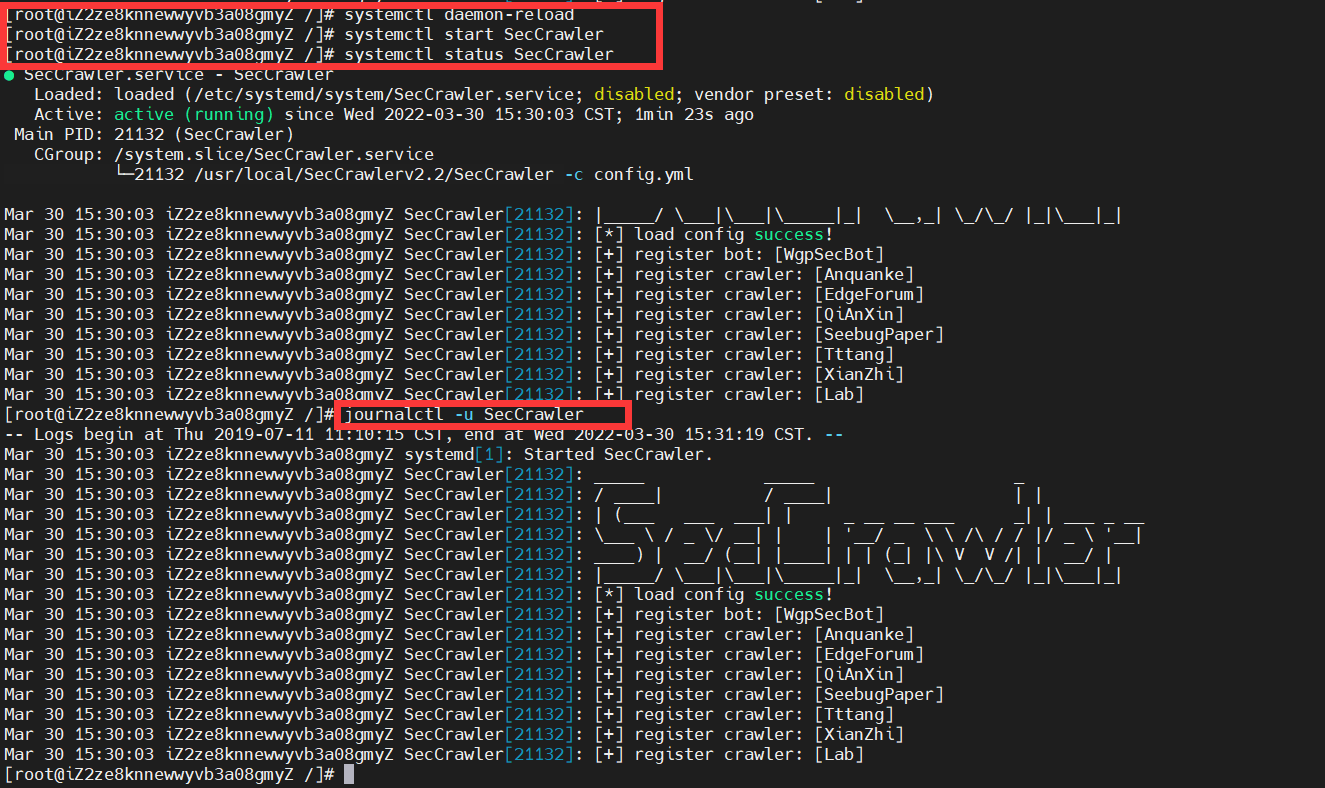 [root@iZ2ze8knnewwyvb3a08gmyZ /]# systemctl daemon-reload
[root@iZ2ze8knnewwyvb3a08gmyZ /]# systemctl start SecCrawler
[root@iZ2ze8knnewwyvb3a08gmyZ /]# systemctl status SecCrawler
● SecCrawler.service - SecCrawler
   Loaded: loaded (/etc/systemd/system/SecCrawler.service; disabled; vendor preset: disabled)
   Active: active (running) since Wed 2022-03-30 15:30:03 CST; 1min 23s ago
 Main PID: 21132 (SecCrawler)
   CGroup: /system.slice/SecCrawler.service
           └─21132 /usr/local/SecCrawlerv2.2/SecCrawler -c config.yml

Mar 30 15:30:03 iZ2ze8knnewwyvb3a08gmyZ SecCrawler[21132]: |_____/ \___|\___|\_____|_|  \__,_| \_/\_/ |_|\___|_|
Mar 30 15:30:03 iZ2ze8knnewwyvb3a08gmyZ SecCrawler[21132]: [*] load config success!
Mar 30 15:30:03 iZ2ze8knnewwyvb3a08gmyZ SecCrawler[21132]: [+] register bot: [WgpSecBot]
Mar 30 15:30:03 iZ2ze8knnewwyvb3a08gmyZ SecCrawler[21132]: [+] register crawler: [Anquanke]
Mar 30 15:30:03 iZ2ze8knnewwyvb3a08gmyZ SecCrawler[21132]: [+] register crawler: [EdgeForum]
Mar 30 15:30:03 iZ2ze8knnewwyvb3a08gmyZ SecCrawler[21132]: [+] register crawler: [QiAnXin]
Mar 30 15:30:03 iZ2ze8knnewwyvb3a08gmyZ SecCrawler[21132]: [+] register crawler: [SeebugPaper]
Mar 30 15:30:03 iZ2ze8knnewwyvb3a08gmyZ SecCrawler[21132]: [+] register crawler: [Tttang]
Mar 30 15:30:03 iZ2ze8knnewwyvb3a08gmyZ SecCrawler[21132]: [+] register crawler: [XianZhi]
Mar 30 15:30:03 iZ2ze8knnewwyvb3a08gmyZ SecCrawler[21132]: [+] register crawler: [Lab]
[root@iZ2ze8knnewwyvb3a08gmyZ /]# journalctl -u SecCrawler
-- Logs begin at Thu 2019-07-11 11:10:15 CST, end at Wed 2022-03-30 15:31:19 CST. --
Mar 30 15:30:03 iZ2ze8knnewwyvb3a08gmyZ systemd[1]: Started SecCrawler.
Mar 30 15:30:03 iZ2ze8knnewwyvb3a08gmyZ SecCrawler[21132]: _____            _____                    _
Mar 30 15:30:03 iZ2ze8knnewwyvb3a08gmyZ SecCrawler[21132]: / ____|          / ____|                  | |
Mar 30 15:30:03 iZ2ze8knnewwyvb3a08gmyZ SecCrawler[21132]: | (___   ___  ___| |     _ __ __ ___      _| | ___ _ __
Mar 30 15:30:03 iZ2ze8knnewwyvb3a08gmyZ SecCrawler[21132]: \___ \ / _ \/ __| |    | '__/ _  \ \ /\ / / |/ _ \ '__|
Mar 30 15:30:03 iZ2ze8knnewwyvb3a08gmyZ SecCrawler[21132]: ____) |  __/ (__| |____| | | (_| |\ V  V /| |  __/ |
Mar 30 15:30:03 iZ2ze8knnewwyvb3a08gmyZ SecCrawler[21132]: |_____/ \___|\___|\_____|_|  \__,_| \_/\_/ |_|\___|_|
Mar 30 15:30:03 iZ2ze8knnewwyvb3a08gmyZ SecCrawler[21132]: [*] load config success!
Mar 30 15:30:03 iZ2ze8knnewwyvb3a08gmyZ SecCrawler[21132]: [+] register bot: [WgpSecBot]
Mar 30 15:30:03 iZ2ze8knnewwyvb3a08gmyZ SecCrawler[21132]: [+] register crawler: [Anquanke]
Mar 30 15:30:03 iZ2ze8knnewwyvb3a08gmyZ SecCrawler[21132]: [+] register crawler: [EdgeForum]
Mar 30 15:30:03 iZ2ze8knnewwyvb3a08gmyZ SecCrawler[21132]: [+] register crawler: [QiAnXin]
Mar 30 15:30:03 iZ2ze8knnewwyvb3a08gmyZ SecCrawler[21132]: [+] register crawler: [SeebugPaper]
Mar 30 15:30:03 iZ2ze8knnewwyvb3a08gmyZ SecCrawler[21132]: [+] register crawler: [Tttang]
Mar 30 15:30:03 iZ2ze8knnewwyvb3a08gmyZ SecCrawler[21132]: [+] register crawler: [XianZhi]
Mar 30 15:30:03 iZ2ze8knnewwyvb3a08gmyZ SecCrawler[21132]: [+] register crawler: [Lab]
[root@iZ2ze8knnewwyvb3a08gmyZ /]#